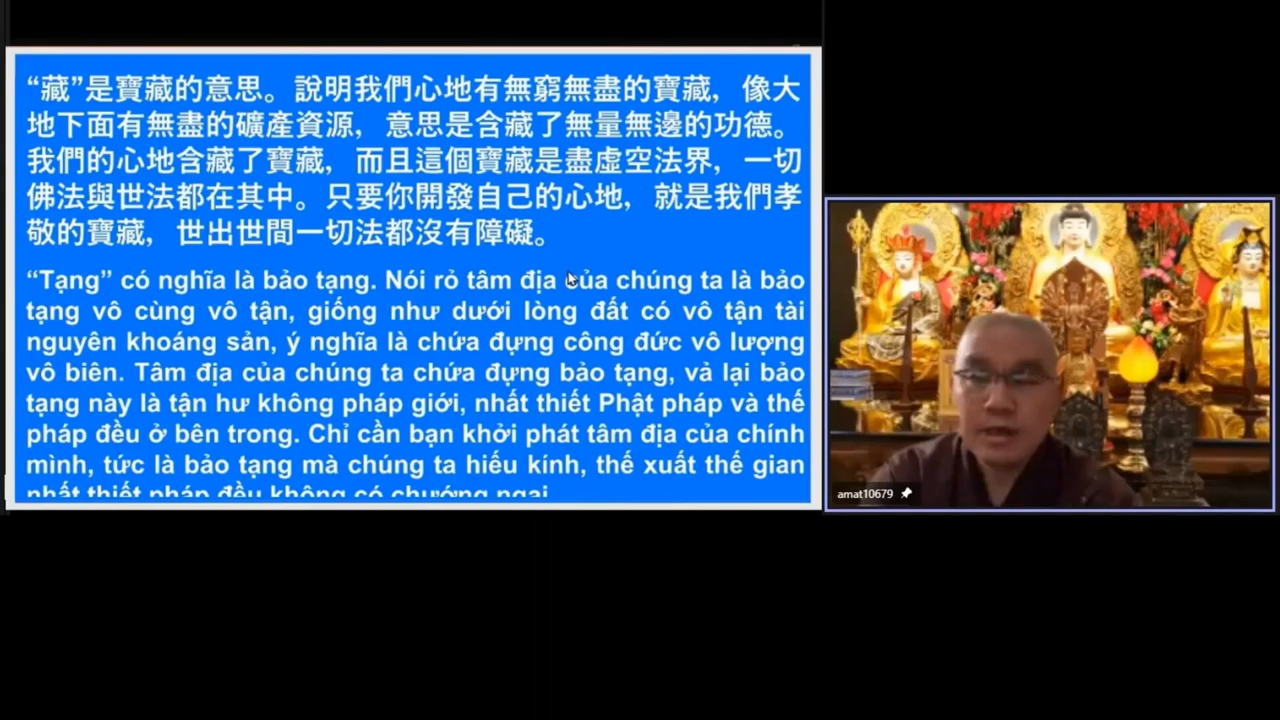 “藏”是寶藏的意思。說明我們心地有無窮無盡的寶藏，像大
地下面有無盡的礦產資源，意思是含藏了無量無邊的功德。
我們的心地含藏了寶藏，而且這個寶藏是盡虛空法界，一切
佛法與世法都在其中。只要你開發自己的心地，就是我們孝
敬的寶藏，世出世間一切法都沒有障礙。
“Tạng” có nghĩa là bảo tạng. Nói rỏ tâm địa của chúng ta là bảo
tạng vô cùng vô tận, giống như dưới lòng đất có vô tận tài
nguyên khoáng sản, ý nghĩa là chứa đựng công đức vô lượng
vô biên. Tâm địa của chúng ta chứa đựng bảo tạng, vả lại bảo
tạng này là tận hư không pháp giới, nhất thiết Phật pháp và thế
pháp đều ở bên trong. Chỉ cần bạn khởi phát tâm địa của chính
mình, tức là bảo tạng mà chúng ta hiếu kính, thế xuất thế gian
nhất thiết pháp đều không có chướng ngại.
amat10679